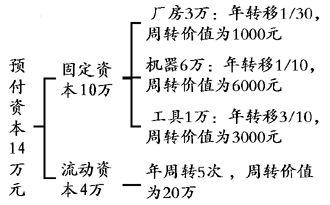 预付资本14万元
固定资本10万
厂房3万：年转移1/30，
周转价值为1000元
机器6万：年转移1/10，
周转价值为6000元
工具1万：年转移3/10，
周转价值为3000元
流动资本4万
年周转5次，周转价值
为20万